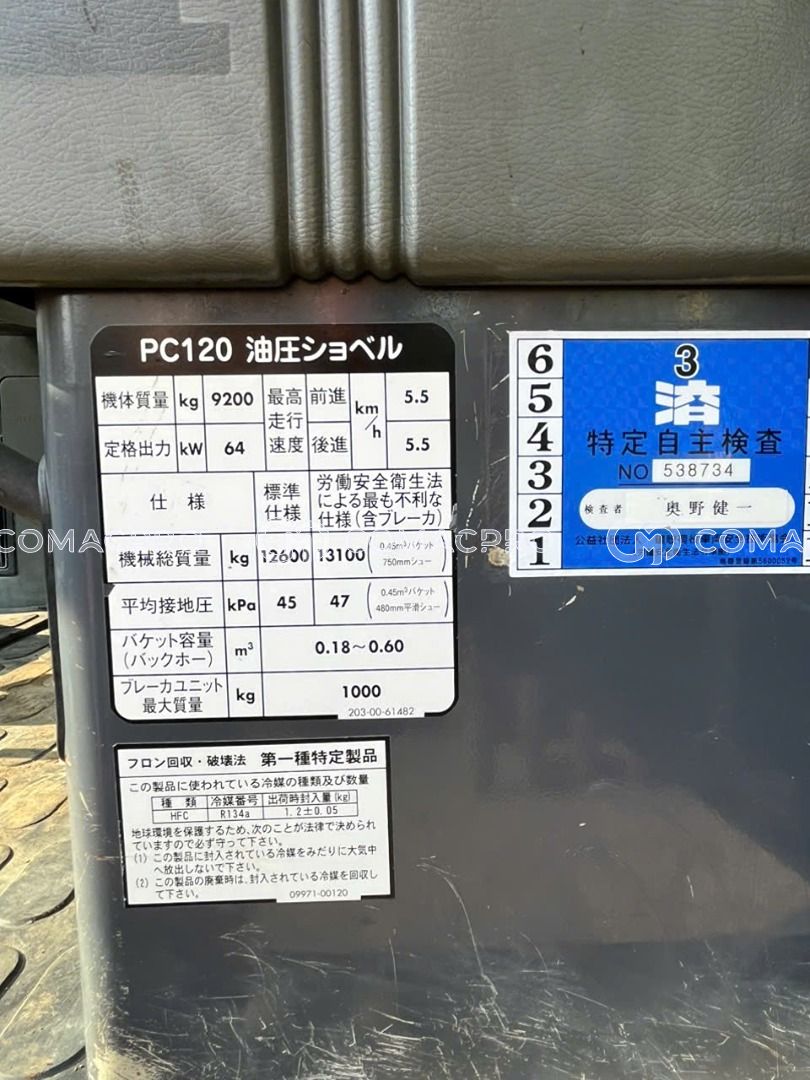 PC120 油圧ショベル
機体質量 kg 9200 最高走行速度 前進 km/h 5.5
定格出力 kW 64 後進 5.5
仕様 標準仕様 労働安全衛生法による最も不利な仕様(含ブレーカ)
機械総質量 kg 12600 13100 (0.45m³バケット 750mmシュー)
平均接地圧 kPa 45 47 (0.45m³バケット 480mm平滑シュー)
バケット容量(バックホー) m³ 0.18～0.60
ブレーカユニット最大質量 kg 1000
203-00-61482
フロン回収・破壊法 第一種特定製品
この製品に使われている冷媒の種類及び数量
種類 冷媒番号 出荷時封入量(kg)
HFC R134a 1.2±0.05
地球環境を保護するため、次のことが法律で決められ
ていますので必ず守って下さい。
(1) この製品に封入されている冷媒をみだりに大気中
へ放出しないで下さい。
(2) この製品の廃棄時は、封入されている冷媒を回収し
て下さい。
09971-00120
6
5
4
3
2
1
3
溶
特定自主検査
NO 538734
検査者 奥野健一
公益社団法人
COMA
COMA